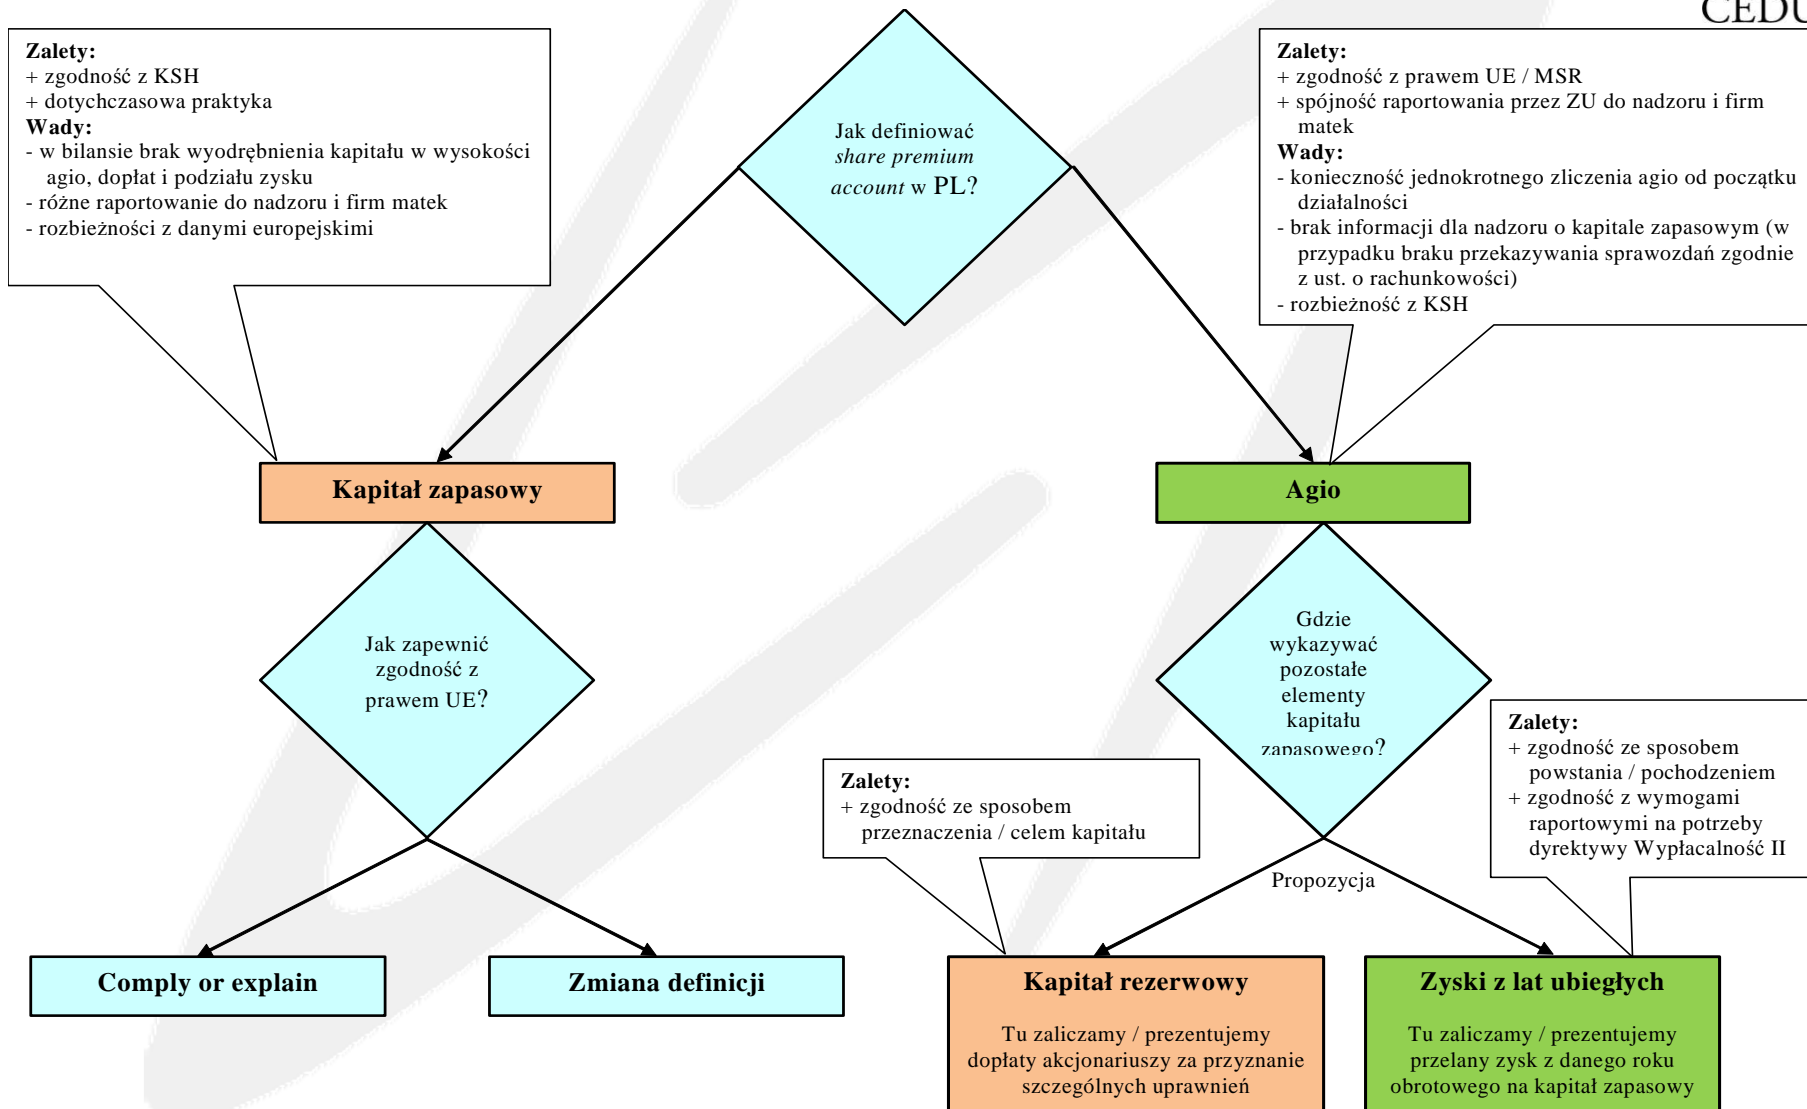 CEDU
Zalety:
+ zgodność z KSH
+ dotychczasowa praktyka
Wady:
- w bilansie brak wyodrębnienia kapitału w wysokości
agio, dopłat i podziału zysku
- różne raportowanie do nadzoru i firm matek
- rozbieżności z danymi europejskimi
Jak definiować
share premium
account w PL?
Zalety:
+ zgodność z prawem UE / MSR
+ spójność raportowania przez ZU do nadzoru i firm
matek
Wady:
- konieczność jednokrotnego zliczenia agio od początku
działalności
- brak informacji dla nadzoru o kapitale zapasowym (w
przypadku braku przekazywania sprawozdań zgodnie
z ust. o rachunkowości)
- rozbieżność z KSH
Kapitał zapasowy
Agio
Jak zapewnić
zgodność z
prawem UE?
Gdzie
wykazywać
pozostałe
elementy
kapitału
zapasowego?
Zalety:
+ zgodność ze sposobem
przeznaczenia / celem kapitału
Zalety:
+ zgodność ze sposobem
powstania / pochodzeniem
+ zgodność z wymogami
raportowymi na potrzeby
dyrektywy Wypłacalność II
Propozycja
Comply or explain
Zmiana definicji
Kapitał rezerwowy
Tu zaliczamy / prezentujemy
dopłaty akcjonariuszy za przyznanie
szczególnych uprawnień
Zyski z lat ubiegłych
Tu zaliczamy / prezentujemy
przelany zysk z danego roku
obrotowego na kapitał zapasowy